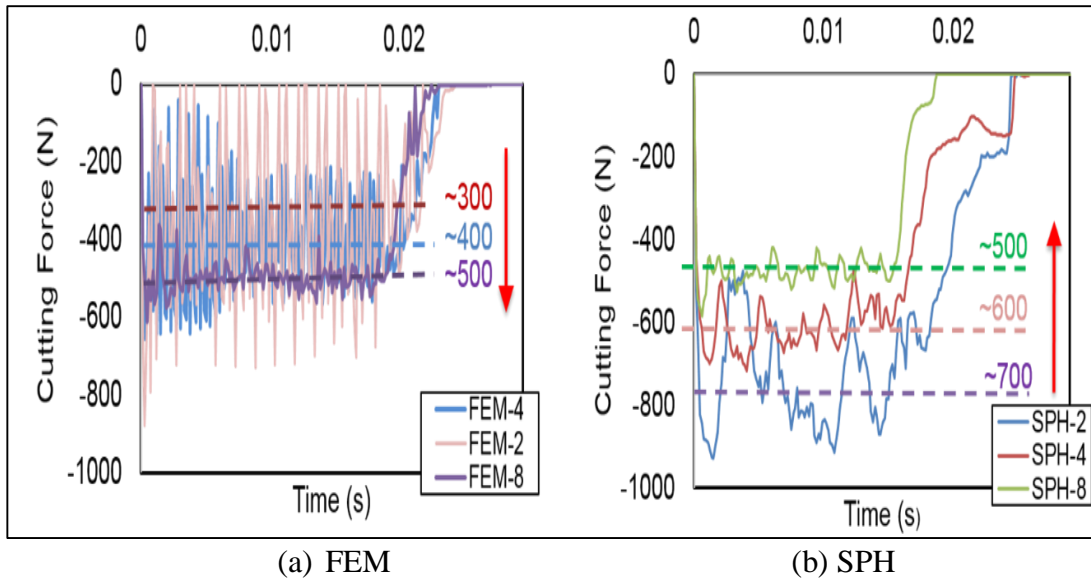 0 0.01 0.02
0
-200
-400
-600
-800
-1000
Cutting Force (N)
~300
~400
~500
FEM-4
FEM-2
FEM-8
Time (s)
(a) FEM
0 0.01 0.02
0
-200
-400
-600
-800
-1000
Cutting Force (N)
~500
~600
~700
SPH-2
SPH-4
SPH-8
Time (s)
(b) SPH